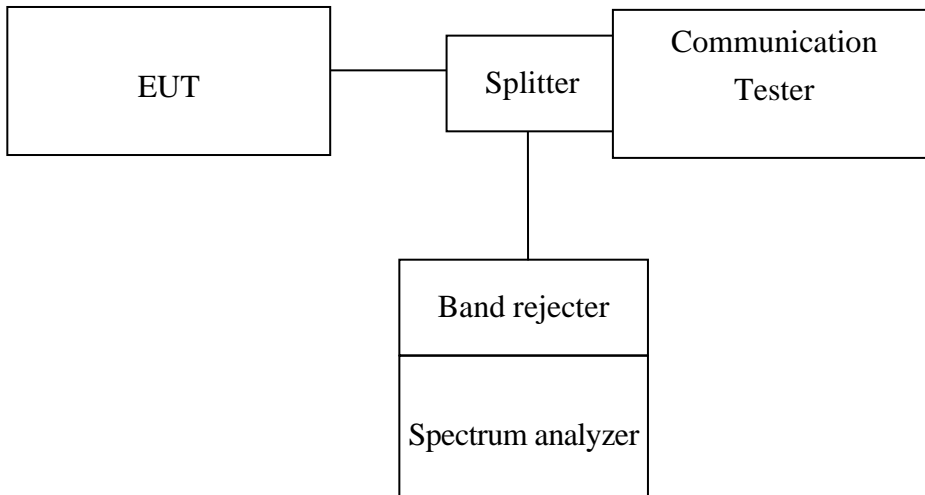 EUT
Splitter
Communication
Tester
Band rejecter
Spectrum analyzer